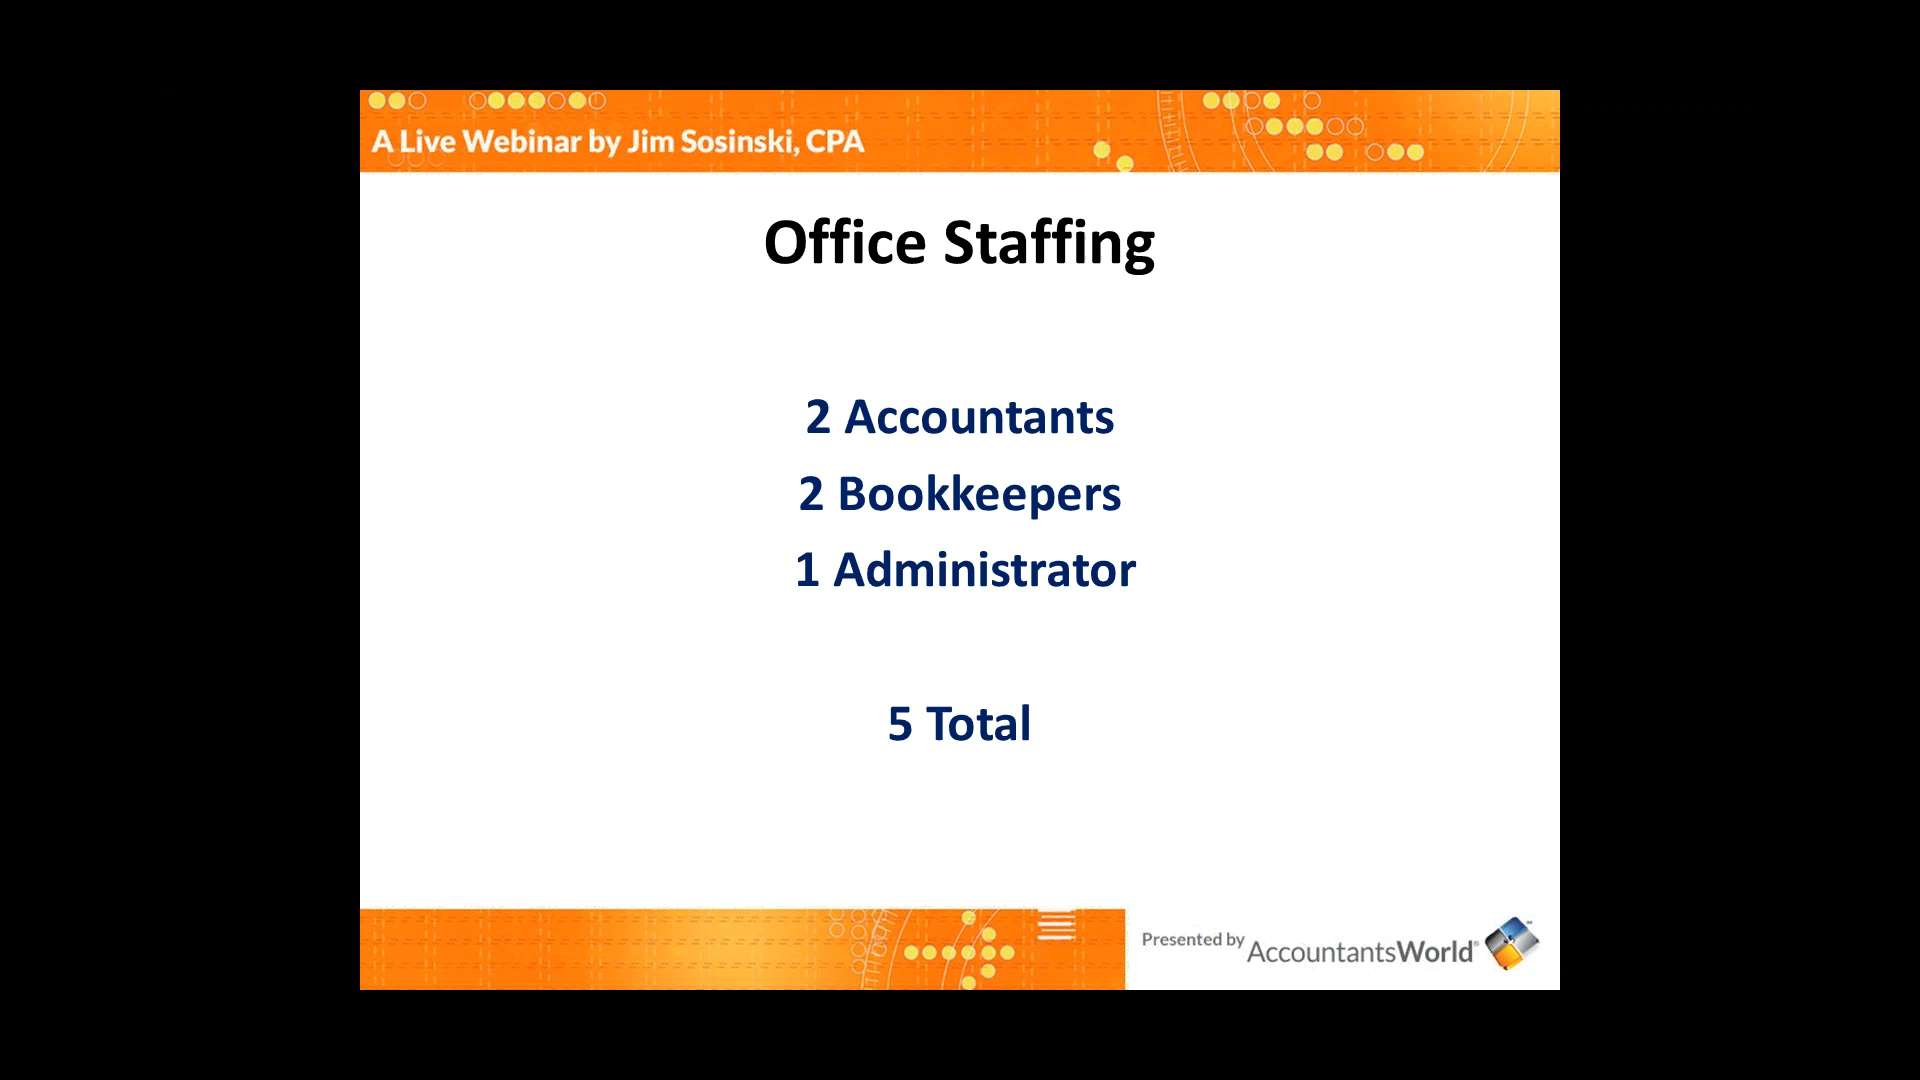 A Live Webinar by Jim Sosinski, CPA
Office Staffing
2 Accountants
2 Bookkeepers
1 Administrator
5 Total
Presented by AccountantsWorld®